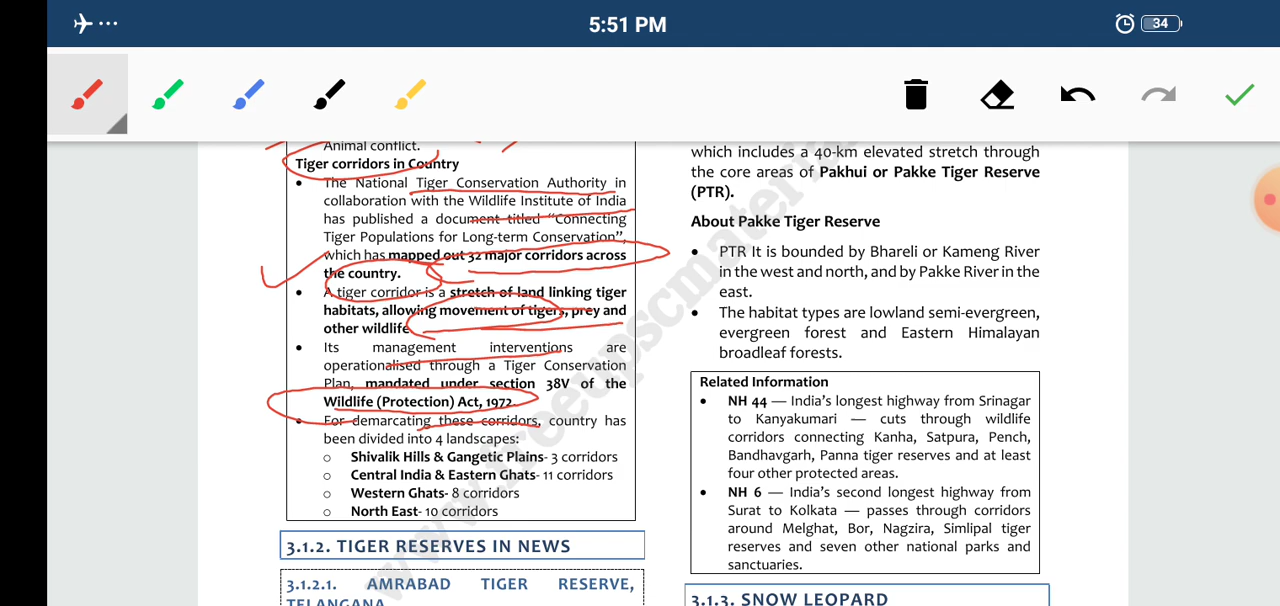 5:51 PM
34
Animal conflict.
Tiger corridors in Country
• The National Tiger Conservation Authority in
collaboration with the Wildlife Institute of India
has published a document titled "Connecting
Tiger Populations for Long-term Conservation",
which has mapped out 32 major corridors across
the country.
• A tiger corridor is a stretch of land linking tiger
habitats, allowing movement of tigers, prey and
other wildlife
• Its management interventions are
operationalised through a Tiger Conservation
Plan, mandated under section 38V of the
Wildlife (Protection) Act, 1972.
• For demarcating these corridors, country has
been divided into 4 landscapes:
o Shivalik Hills & Gangetic Plains- 3 corridors
o Central India & Eastern Ghats- 11 corridors
o Western Ghats- 8 corridors
o North East- 10 corridors
3.1.2. TIGER RESERVES IN NEWS
3.1.2.1. AMRABAD TIGER RESERVE,
TELANGANA
which includes a 40-km elevated stretch through
the core areas of Pakhui or Pakke Tiger Reserve
(PTR).
About Pakke Tiger Reserve
• PTR It is bounded by Bhareli or Kameng River
in the west and north, and by Pakke River in the
east.
• The habitat types are lowland semi-evergreen,
evergreen forest and Eastern Himalayan
broadleaf forests.
Related Information
• NH 44 — India's longest highway from Srinagar
to Kanyakumari — cuts through wildlife
corridors connecting Kanha, Satpura, Pench,
Bandhavgarh, Panna tiger reserves and at least
four other protected areas.
• NH 6 — India's second longest highway from
Surat to Kolkata — passes through corridors
around Melghat, Bor, Nagzira, Simlipal tiger
reserves and seven other national parks and
sanctuaries.
3.1.3. SNOW LEOPARD